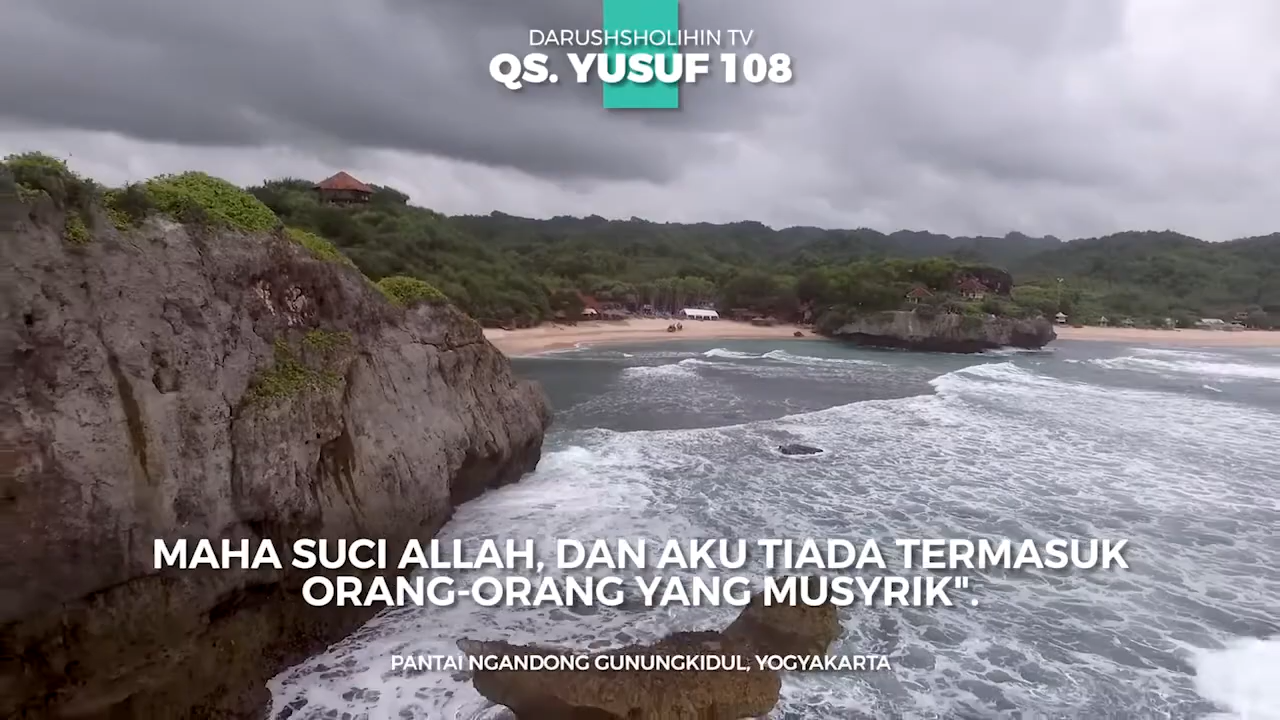 DARUSHSHOLIHIN TV
QS. YUSUF 108
MAHA SUCI ALLAH, DAN AKU TIADA TERMASUK
ORANG-ORANG YANG MUSYRIK".
PANTAI NGANDONG GUNUNGKIDUL, YOGYAKARTA